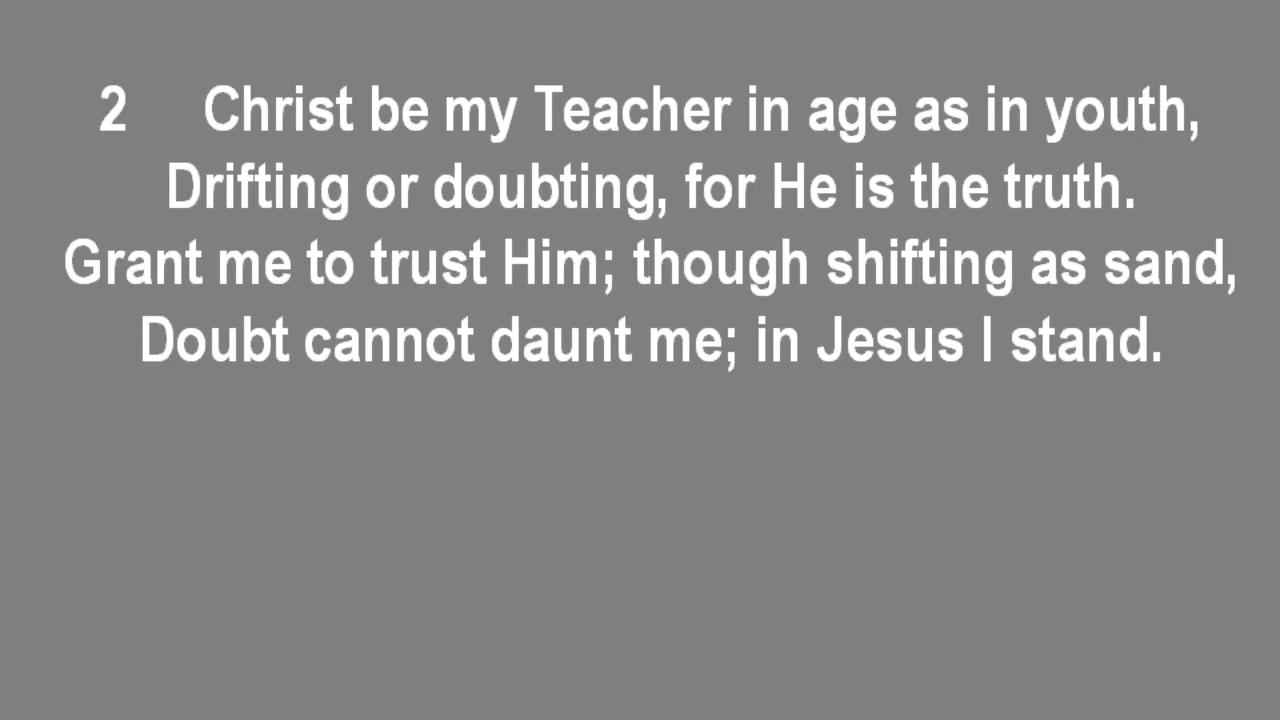 2 Christ be my Teacher in age as in youth,
Drifting or doubting, for He is the truth.
Grant me to trust Him; though shifting as sand,
Doubt cannot daunt me; in Jesus I stand.